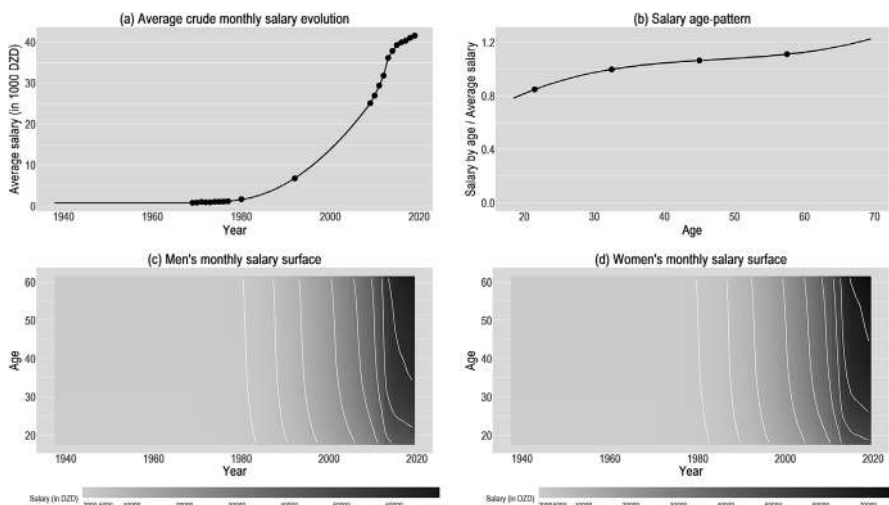 (a) Average crude monthly salary evolution
Average salary (in 1000 DZD)
40
30
20
10
0
1940 1960 1980 2000 2020
Year
(b) Salary age-pattern
Salary by age / Average salary
1.2
0.8
0.4
0.0
20 30 40 50 60 70
Age
(c) Men's monthly salary surface
Age
60
50
40
30
20
1940 1960 1980 2000 2020
Year
Salary (in DZD)
(d) Women's monthly salary surface
Age
60
50
40
30
20
1940 1960 1980 2000 2020
Year
Salary (in DZD)